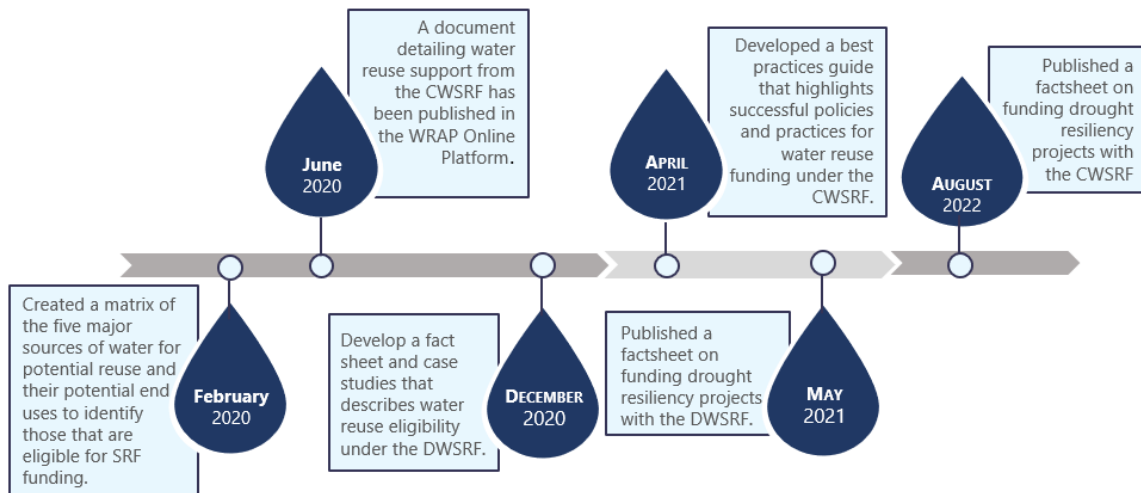 A document
detailing water
reuse support from
the CWSRF has
been published in
the WRAP Online
Platform.
June
2020
Developed a best
practices guide
that highlights
successful policies
and practices for
water reuse
funding under the
CWSRF.
APRIL
2021
Published a
factsheet on
funding drought
resiliency
projects with
the CWSRF
AUGUST
2022
Created a matrix of
the five major
sources of water for
potential reuse and
their potential end
uses to identify
those that are
eligible for SRF
funding.
February
2020
Develop a fact
sheet and case
studies that
describes water
reuse eligibility
under the DWSRF.
DECEMBER
2020
Published a
factsheet on
funding drought
resiliency projects
with the DWSRF.
MAY
2021